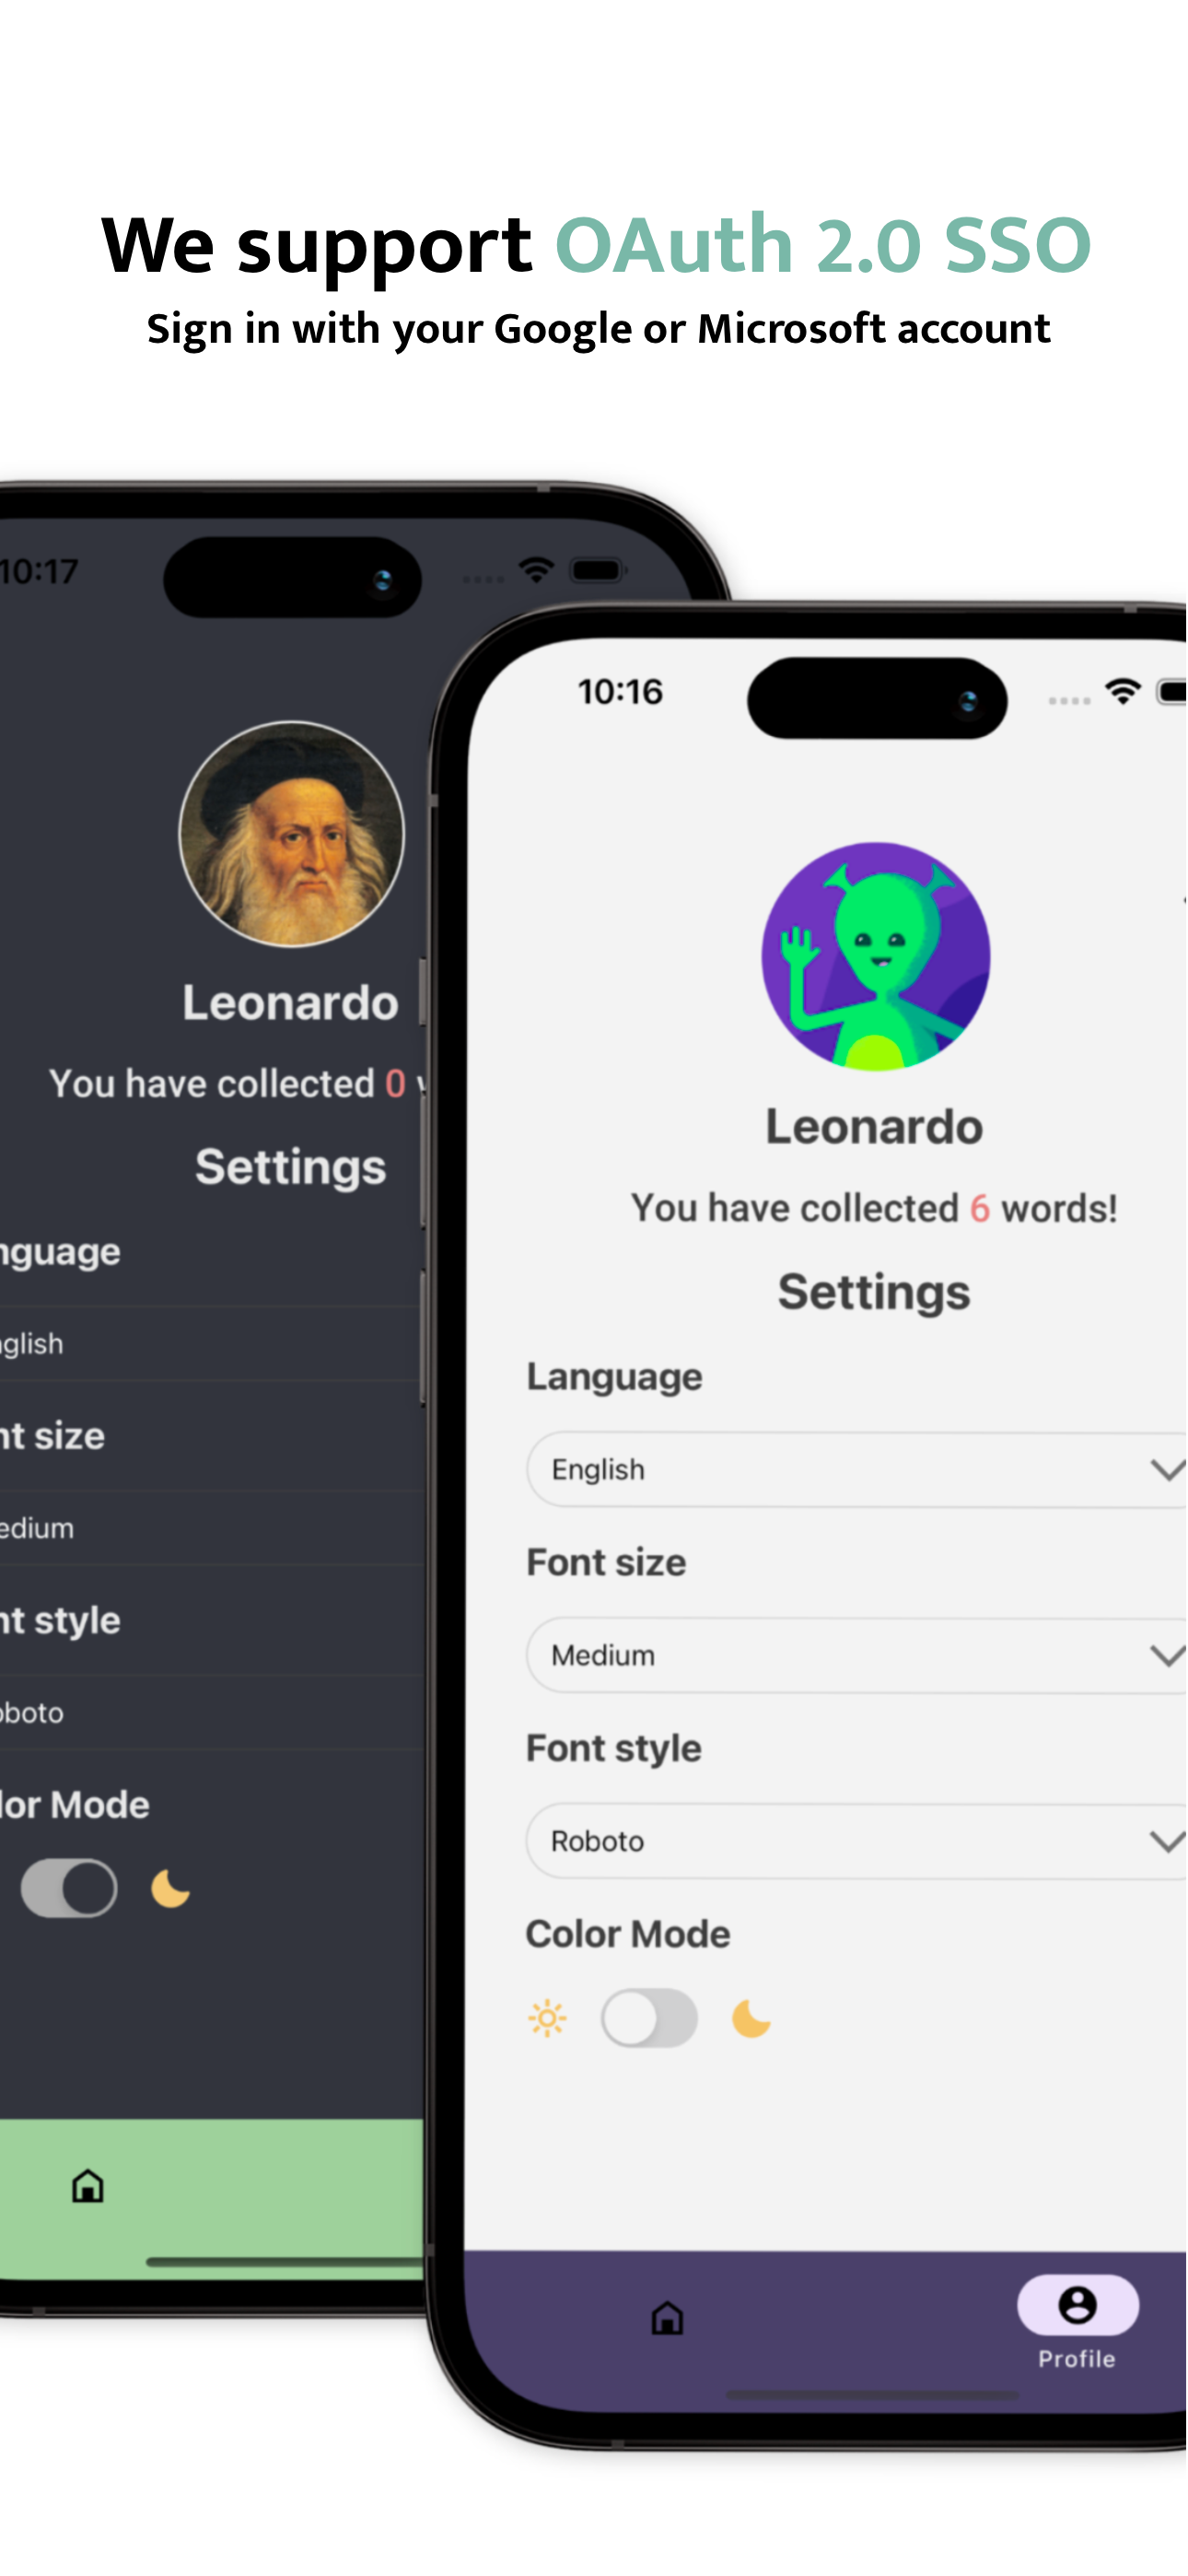 We support OAuth 2.0 SSO
Sign in with your Google or Microsoft account
10:17
Leonardo
You have collected 0
Settings
nguage
glish
nt size
edium
nt style
oboto
lor Mode
10:16
Leonardo
You have collected 6 words!
Settings
Language
English
Font size
Medium
Font style
Roboto
Color Mode
Profile